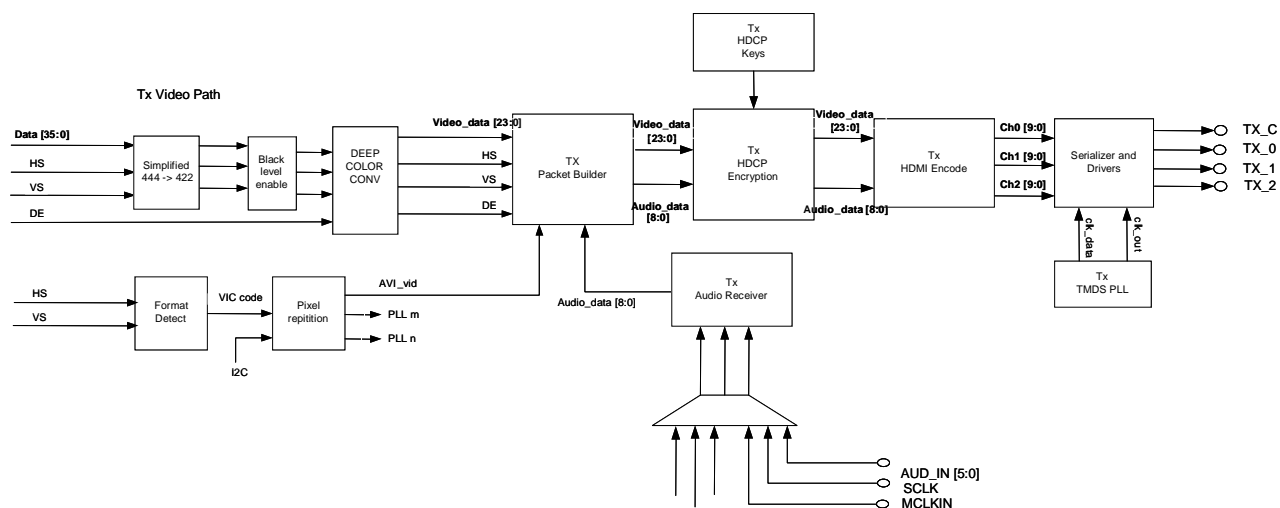 Tx
HDCP
Keys
Tx Video Path
Data [35:0]
HS
VS
DE
Simplified
444 -> 422
Black
level
enable
DEEP
COLOR
CONV
Video_data [23:0]
HS
VS
DE
TX
Packet Builder
Video_data
[23:0]
Audio_data
[8:0]
Tx
HDCP
Encryption
Video_data
[23:0]
Audio_data [8:0]
Tx
HDMI Encode
Ch0 [9:0]
Ch1 [9:0]
Ch2 [9:0]
Serializer and
Drivers
TX_C
TX_0
TX_1
TX_2
clk_data
clk_out
Tx
TMDS PLL
HS
VS
Format
Detect
VIC code
I2C
Pixel
repitition
AVI_vid
PLL m
PLL n
Audio_data [8:0]
Tx
Audio Receiver
AUD_IN [5:0]
SCLK
MCLKIN